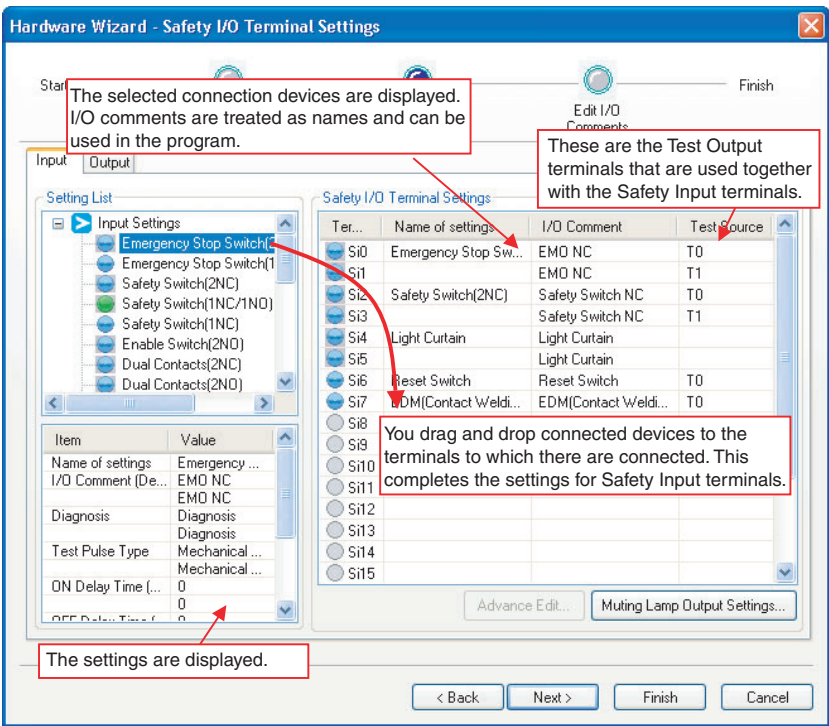 Hardware Wizard - Safety I/O Terminal Settings
Finish
Edit I/O
Comments
The selected connection devices are displayed.
I/O comments are treated as names and can be
used in the program.
These are the Test Output
terminals that are used together
with the Safety Input terminals.
Input Output
Setting List
Input Settings
Emergency Stop Switch(2
Emergency Stop Switch(1
Safety Switch(2NC)
Safety Switch(1NC/1NO)
Safety Switch(1NC)
Enable Switch(2NO)
Dual Contacts(2NC)
Dual Contacts(2NO)
Item Value
Name of settings Emergency ...
I/O Comment (De... EMO NC
EMO NC
Diagnosis Diagnosis
Diagnosis
Test Pulse Type Mechanical ...
Mechanical ...
ON Delay Time (... 0
0
OFF Delay Time ( 0
The settings are displayed.
Safety I/O Terminal Settings
Ter... Name of settings I/O Comment Test Source
Si0 Emergency Stop Sw... EMO NC T0
Si1 EMO NC T1
Si2 Safety Switch(2NC) Safety Switch NC T0
Si3 Safety Switch NC T1
Si4 Light Curtain Light Curtain
Si5 Light Curtain
Si6 Reset Switch Reset Switch T0
Si7 EDM(Contact Weldi... EDM(Contact Weldi... T0
Si8
Si9
Si10
Si11
Si12
Si13
Si14
Si15
You drag and drop connected devices to the
terminals to which there are connected. This
completes the settings for Safety Input terminals.
Advance Edit... Muting Lamp Output Settings...
< Back Next > Finish Cancel